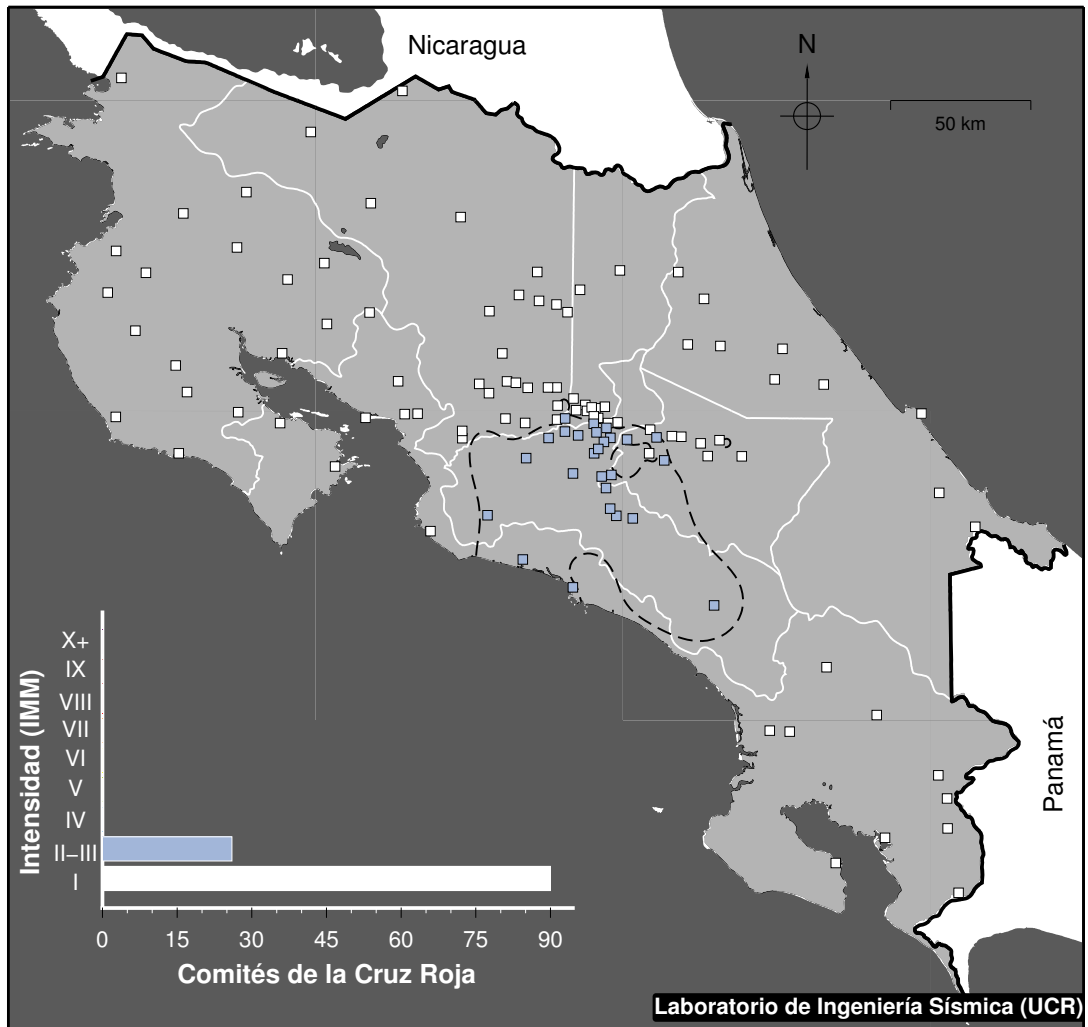 Nicaragua
N
50 km
Panamá
Intensidad (IMM)
X+
IX
VIII
VII
VI
V
IV
II−III
I
0 15 30 45 60 75 90
Comités de la Cruz Roja
Laboratorio de Ingeniería Sísmica (UCR)